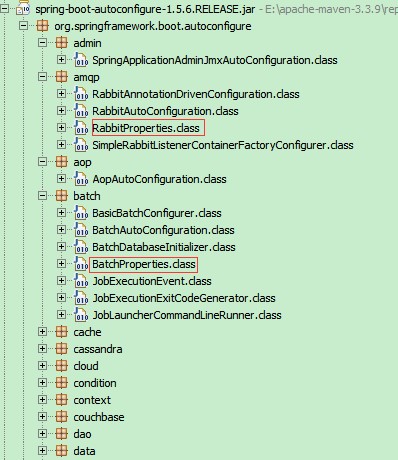 spring-boot-autoconfigure-1.5.6.RELEASE.jar - E:\apache-maven-3.3.9\rep
org.springframework.boot.autoconfigure
admin
SpringApplicationAdminJmxAutoConfiguration.class
amqp
RabbitAnnotationDrivenConfiguration.class
RabbitAutoConfiguration.class
RabbitProperties.class
SimpleRabbitListenerContainerFactoryConfigurer.class
aop
AopAutoConfiguration.class
batch
BasicBatchConfigurer.class
BatchAutoConfiguration.class
BatchDatabaseInitializer.class
BatchProperties.class
JobExecutionEvent.class
JobExecutionExitCodeGenerator.class
JobLauncherCommandLineRunner.class
cache
cassandra
cloud
condition
context
couchbase
dao
data